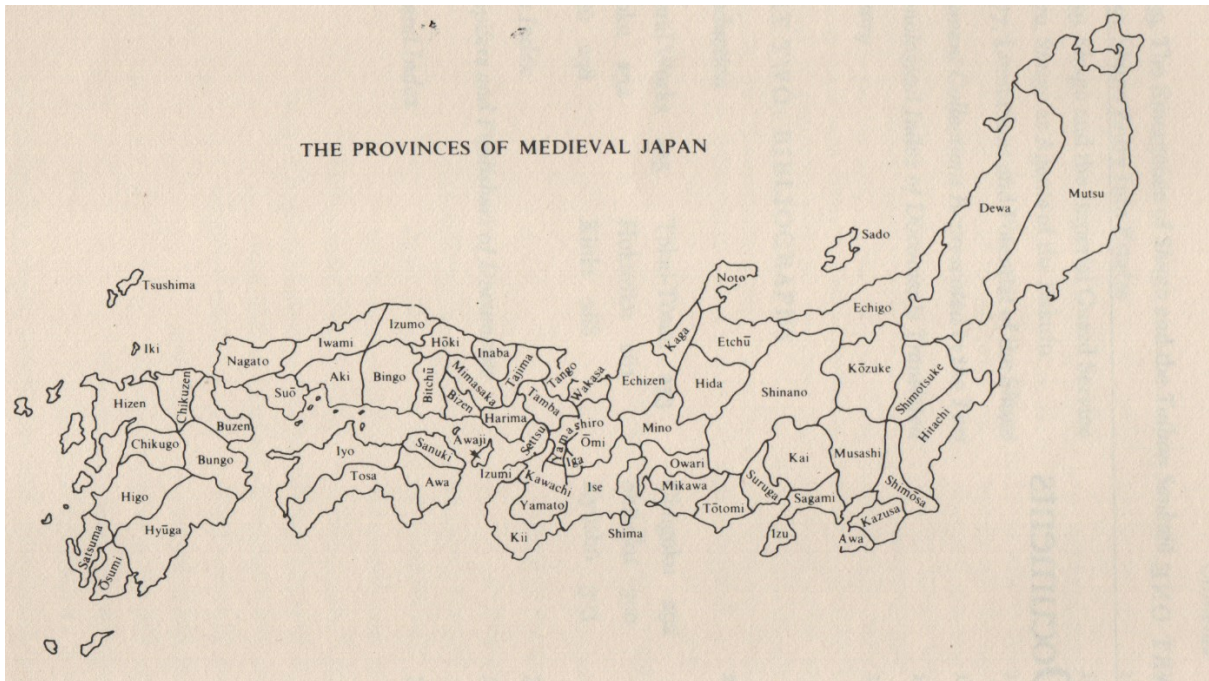 THE PROVINCES OF MEDIEVAL JAPAN
Mutsu
Dewa
Sado
Echigo
Noto
Tsushima
Iki
Izumo
Hōki
Iwami
Nagato
Inaba
Tajima
Tango
Wakasa
Kaga
Etchū
Echizen
Hida
Shinano
Kōzuke
Shimotsuke
Hitachi
Suō
Aki
Bingo
Bitchū
Mimasaka
Bizen
Harima
Tamba
Settsu
Yamashiro
Ōmi
Mino
Hizen
Chikuzen
Buzen
Chikugo
Bungo
Iyo
Sanuki
Awaji
Tosa
Awa
Izumi
Kawachi
Iga
Ise
Yamato
Kii
Shima
Owari
Mikawa
Tōtomi
Suruga
Kai
Musashi
Sagami
Izu
Shimōsa
Kazusa
Awa
Higo
Hyūga
Satsuma
Ōsumi
Documents